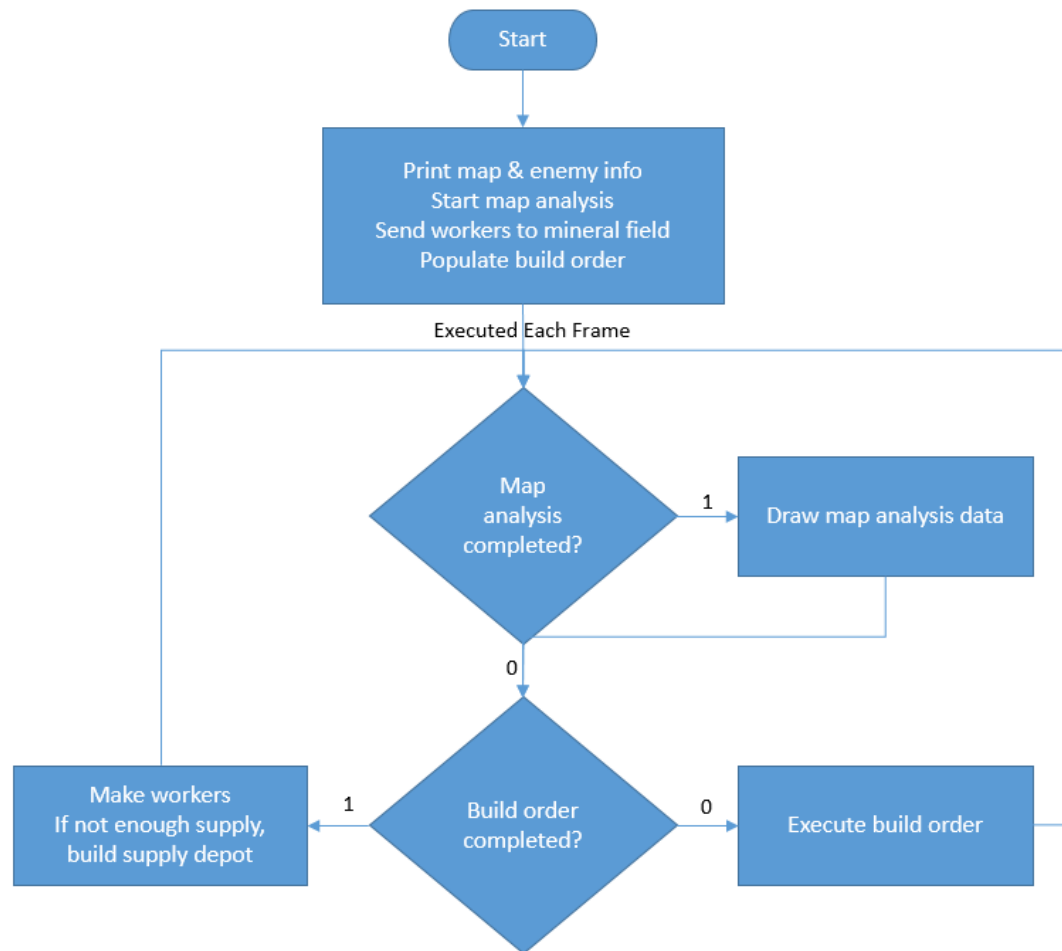 Start
Print map & enemy info
Start map analysis
Send workers to mineral field
Populate build order
Executed Each Frame
Map
analysis
completed?
1
Draw map analysis data
0
Make workers
If not enough supply,
build supply depot
1
Build order
completed?
0
Execute build order